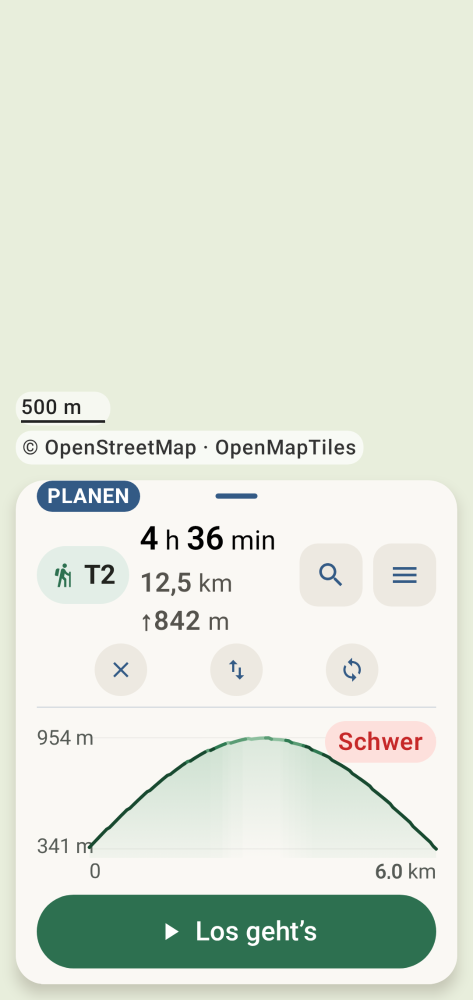 500 m
© OpenStreetMap · OpenMapTiles
PLANEN
T2
4 h 36 min
12,5 km
↑842 m
954 m
Schwer
341 m
0
6.0 km
Los geht’s